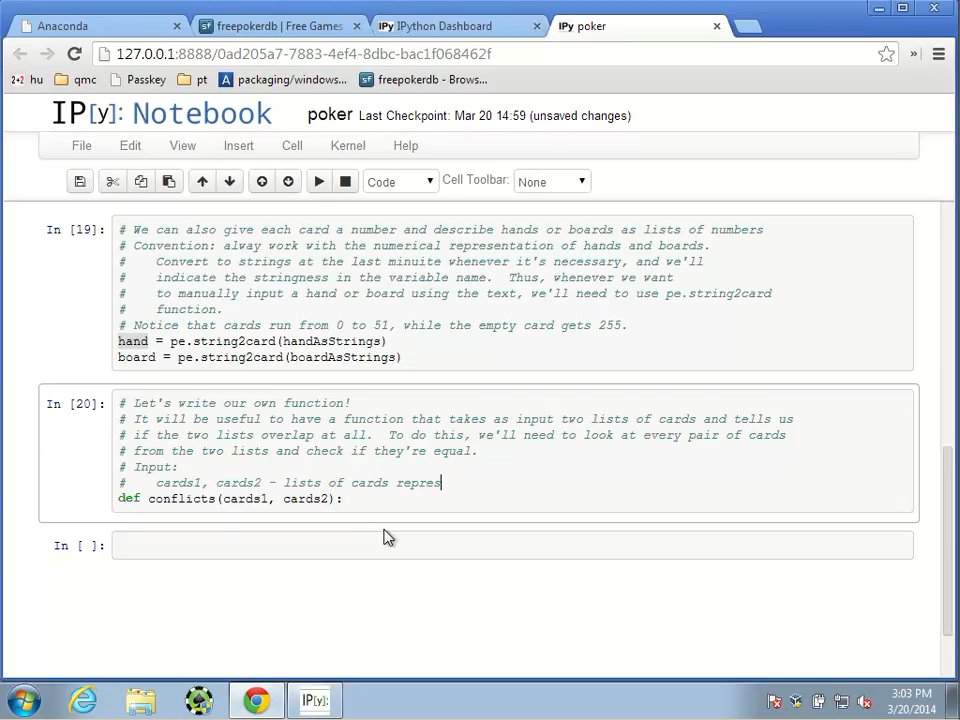 Anaconda
freepokerdb | Free Games
IPy IPython Dashboard
IPy poker
127.0.0.1:8888/0ad205a7-7883-4ef4-8dbc-bac1f068462f
2+2 hu
qmc
Passkey
pt
packaging/windows...
freepokerdb - Brows...
IP[y]: Notebook
poker Last Checkpoint: Mar 20 14:59 (unsaved changes)
File Edit View Insert Cell Kernel Help
Code Cell Toolbar: None
In [19]:
# We can also give each card a number and describe hands or boards as lists of numbers
# Convention: alway work with the numerical representation of hands and boards.
# Convert to strings at the last minuite whenever it's necessary, and we'll
# indicate the stringness in the variable name. Thus, whenever we want
# to manually input a hand or board using the text, we'll need to use pe.string2card
# function.
# Notice that cards run from 0 to 51, while the empty card gets 255.
hand = pe.string2card(handAsStrings)
board = pe.string2card(boardAsStrings)
In [20]:
# Let's write our own function!
# It will be useful to have a function that takes as input two lists of cards and tells us
# if the two lists overlap at all. To do this, we'll need to look at every pair of cards
# from the two lists and check if they're equal.
# Input:
# cards1, cards2 - lists of cards repres
def conflicts(cards1, cards2):
In [ ]:
IP[y]:
3:03 PM
3/20/2014